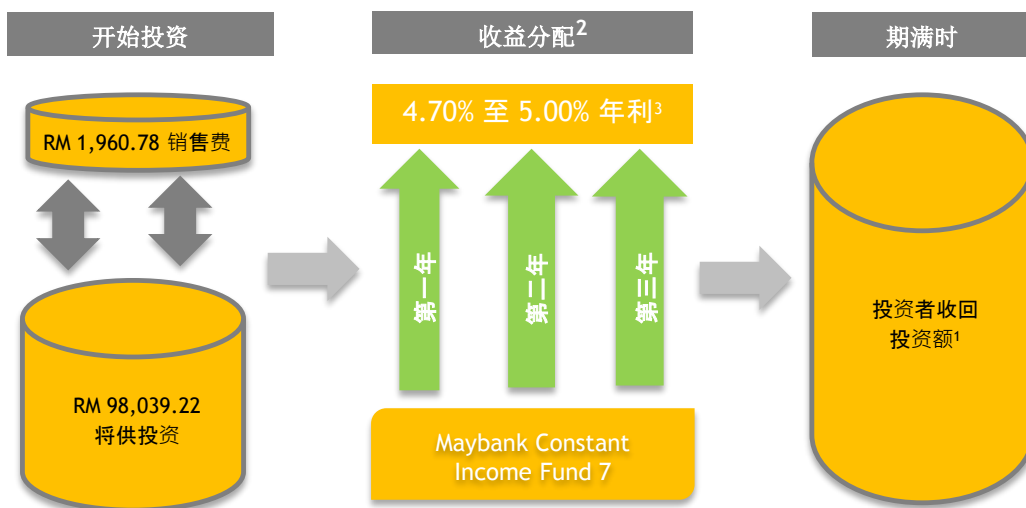 开始投资
收益分配2
期满时
RM 1,960.78 销售费
RM 98,039.22
将供投资
4.70% 至 5.00% 年利3
第一年
第二年
第三年
Maybank Constant
Income Fund 7
投资者收回
投资额1